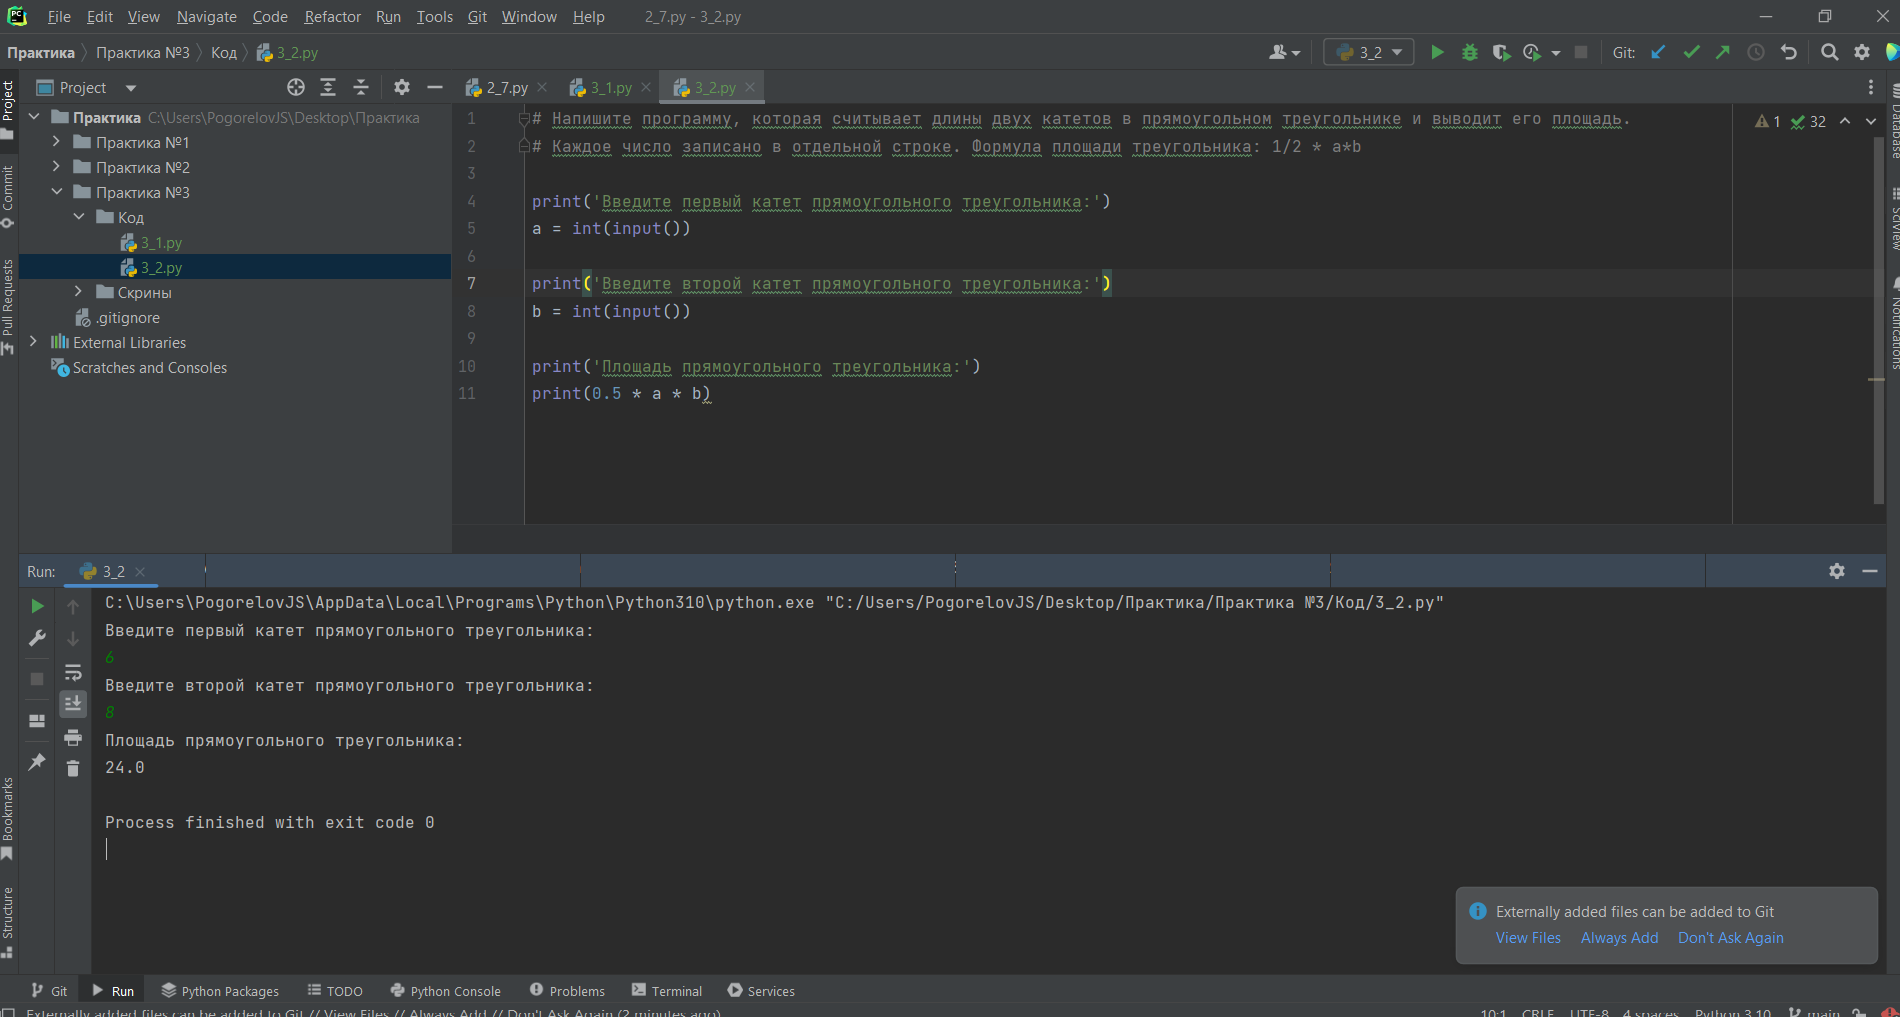 File Edit View Navigate Code Refactor Run Tools Git Window Help 2_7.py - 3_2.py
Практика Практика №3 Код 3_2.py 3_2 Git:
Project 2_7.py 3_1.py 3_2.py
Практика C:\Users\PogorelovJS\Desktop\Практика
Практика №1
Практика №2
Практика №3
Код
3_1.py
3_2.py
Скрины
.gitignore
External Libraries
Scratches and Consoles
Project
Commit
Pull Requests
Bookmarks
Structure
1 # Напишите программу, которая считывает длины двух катетов в прямоугольном треугольнике и выводит его площадь.
2 # Каждое число записано в отдельной строке. Формула площади треугольника: 1/2 * a*b
3
4 print('Введите первый катет прямоугольного треугольника:')
5 a = int(input())
6
7 print('Введите второй катет прямоугольного треугольника:')
8 b = int(input())
9
10 print('Площадь прямоугольного треугольника:')
11 print(0.5 * a * b)
1 32
Database
SciView
Notifications
Run: 3_2
C:\Users\PogorelovJS\AppData\Local\Programs\Python\Python310\python.exe "C:/Users/PogorelovJS/Desktop/Практика/Практика №3/Код/3_2.py"
Введите первый катет прямоугольного треугольника:
6
Введите второй катет прямоугольного треугольника:
8
Площадь прямоугольного треугольника:
24.0
Process finished with exit code 0
Externally added files can be added to Git
View Files Always Add Don't Ask Again
Git Run Python Packages TODO Python Console Problems Terminal Services
Externally added files can be added to Git // View Files // Always Add // Don't Ask Again (2 minutes ago) 10:1 CRLF UTF-8 4 spaces Python 3.10 main